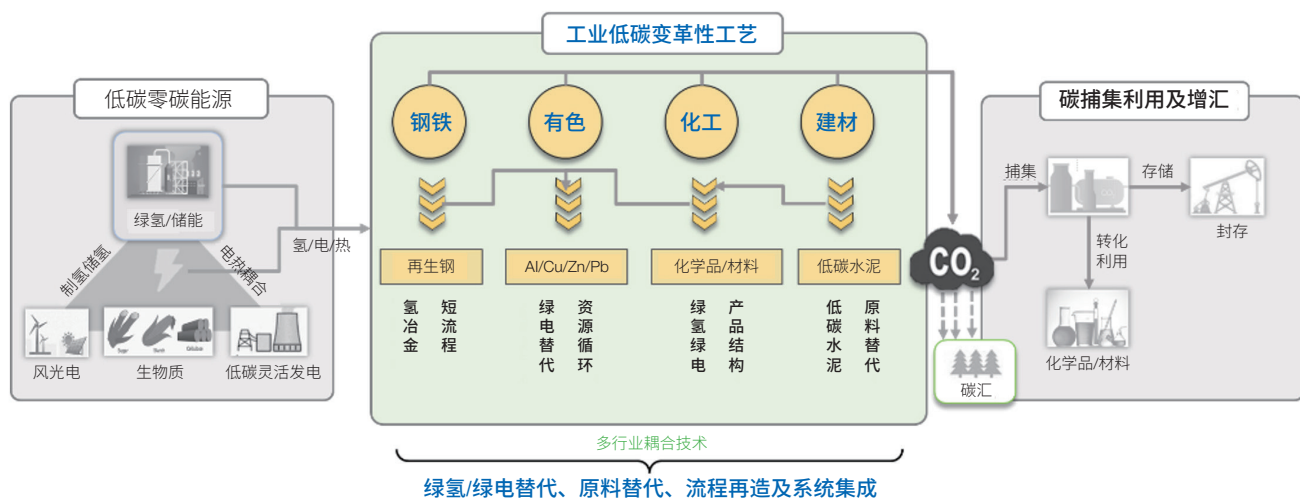 工业低碳变革性工艺
低碳零碳能源
绿氢/储能
制氢储氢
电热耦合
氢/电/热
风光电
生物质
低碳灵活发电
钢铁
有色
化工
建材
再生钢
Al/Cu/Zn/Pb
化学品/材料
低碳水泥
氢冶金
短流程
绿电替代
资源循环
绿氢绿电
产品结构
低碳水泥
原料替代
碳捕集利用及增汇
捕集
存储
封存
转化
利用
化学品/材料
CO₂
碳汇
多行业耦合技术
绿氢/绿电替代、原料替代、流程再造及系统集成